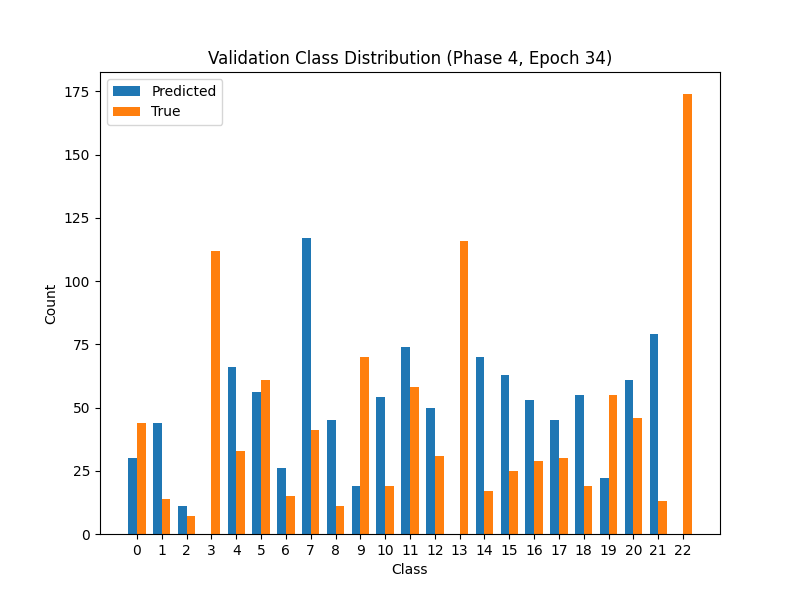 Validation Class Distribution (Phase 4, Epoch 34)
Predicted
True
175
150
125
100
75
50
25
0
Count
0 1 2 3 4 5 6 7 8 9 10 11 12 13 14 15 16 17 18 19 20 21 22
Class